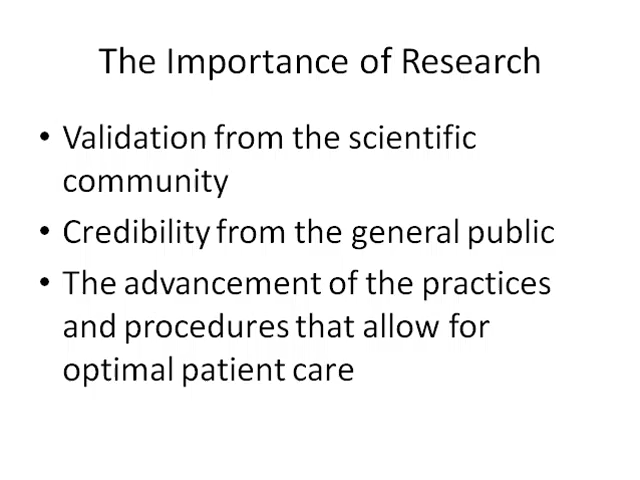 The Importance of Research
• Validation from the scientific
community
• Credibility from the general public
• The advancement of the practices
and procedures that allow for
optimal patient care